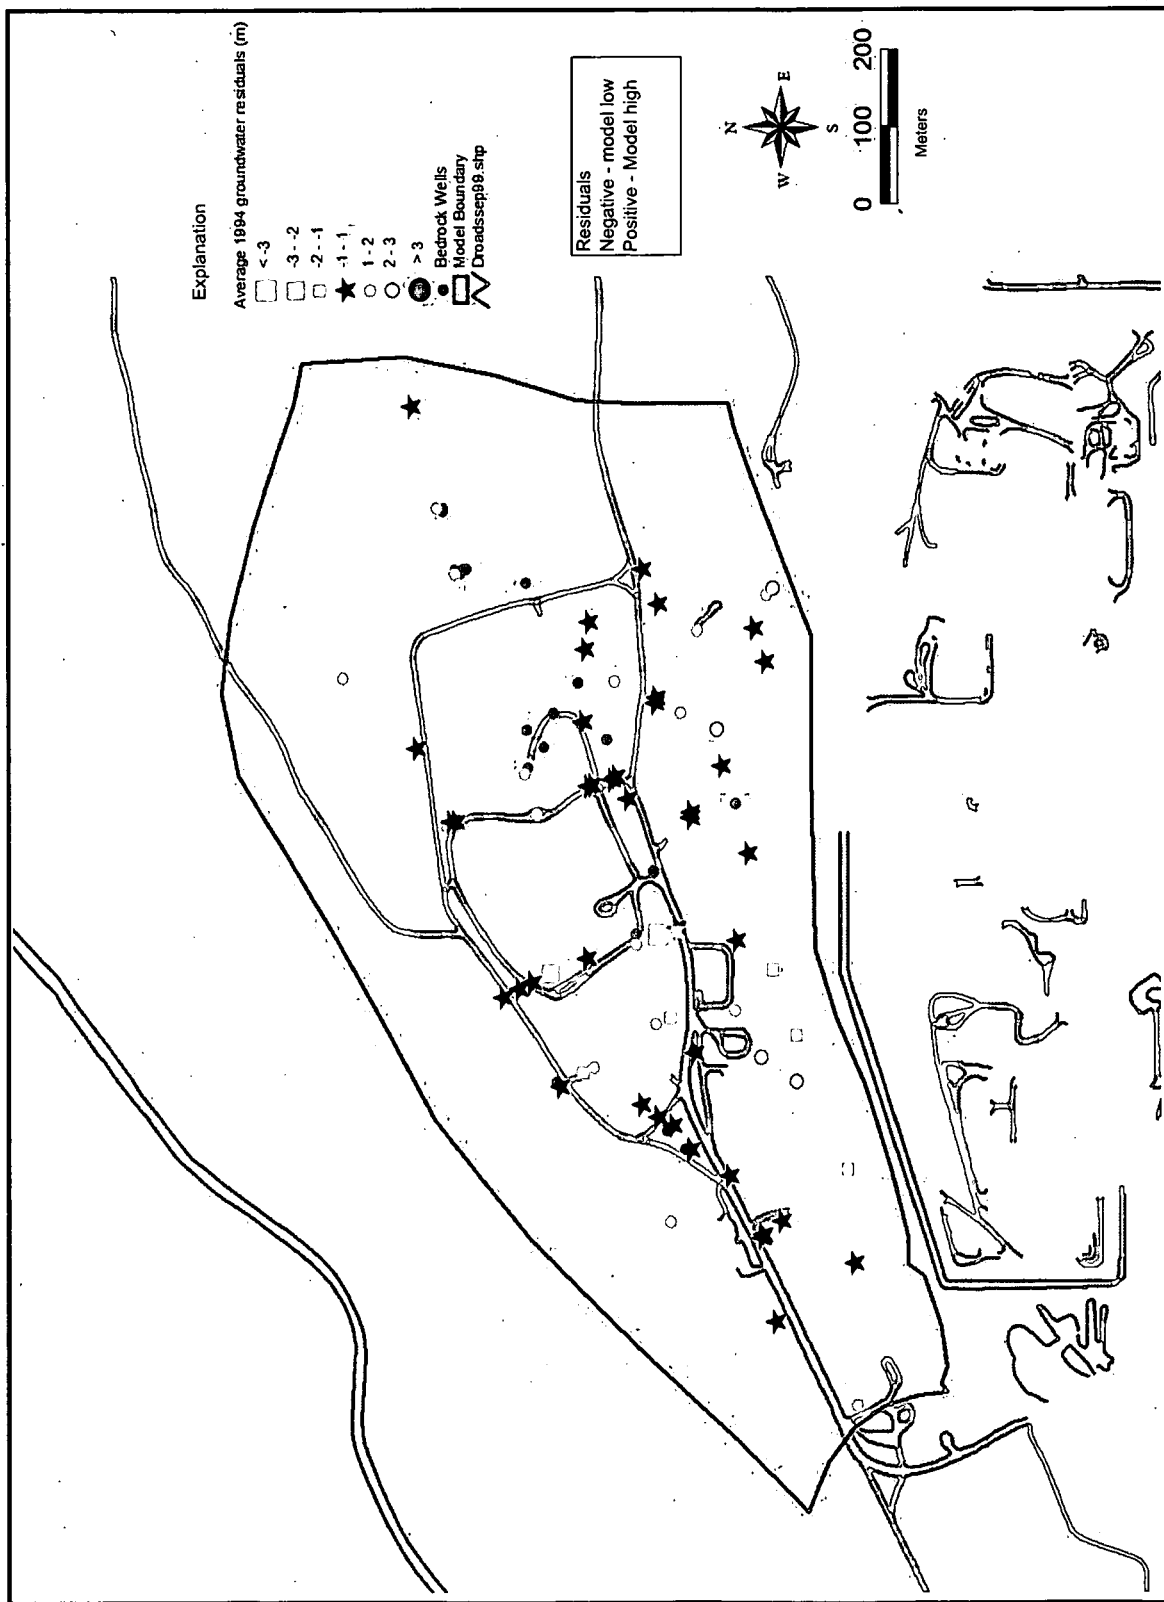 Explanation
Average 1994 groundwater residuals (m)
< -3
-3 - -2
-2 - -1
-1 - 1
1 - 2
2 - 3
> 3
Bedrock Wells
Model Boundary
Droadssep99.shp
Residuals
Negative - model low
Positive - Model high
N
E
S
W
0 100 200
Meters